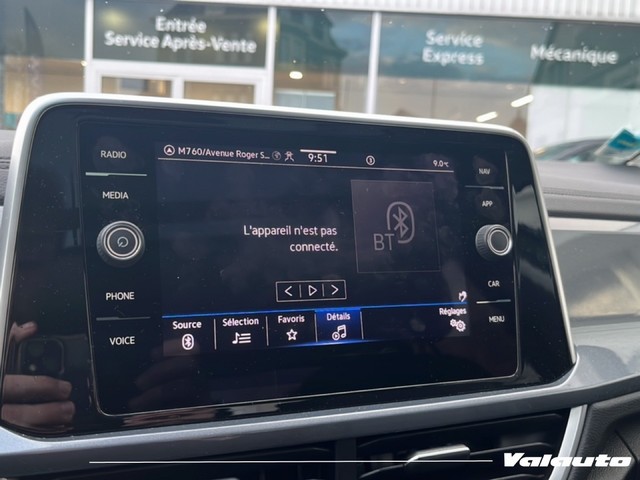 Entrée
Service Après-Vente
Service
Express
Mécanique
RADIO
MEDIA
PHONE
VOICE
M760/Avenue Roger S...
9:51
9.0°C
L'appareil n'est pas
connecté.
BT
Source
Sélection
Favoris
Détails
Réglages
NAV
APP
CAR
MENU
Valauto